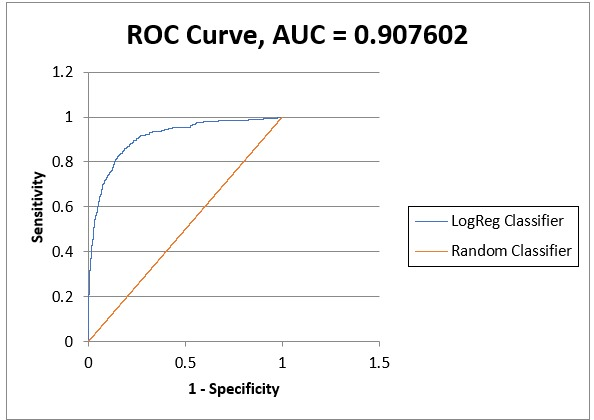 ROC Curve, AUC = 0.907602
1.2
1
0.8
0.6
0.4
0.2
0
Sensitivity
0 0.5 1 1.5
1 - Specificity
LogReg Classifier
Random Classifier